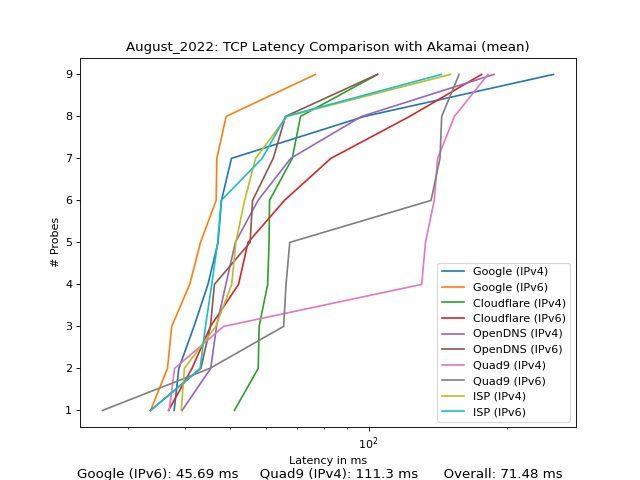 August_2022: TCP Latency Comparison with Akamai (mean)
# Probes
9
8
7
6
5
4
3
2
1
Google (IPv4)
Google (IPv6)
Cloudflare (IPv4)
Cloudflare (IPv6)
OpenDNS (IPv4)
OpenDNS (IPv6)
Quad9 (IPv4)
Quad9 (IPv6)
ISP (IPv4)
ISP (IPv6)
10²
Latency in ms
Google (IPv6): 45.69 ms Quad9 (IPv4): 111.3 ms Overall: 71.48 ms